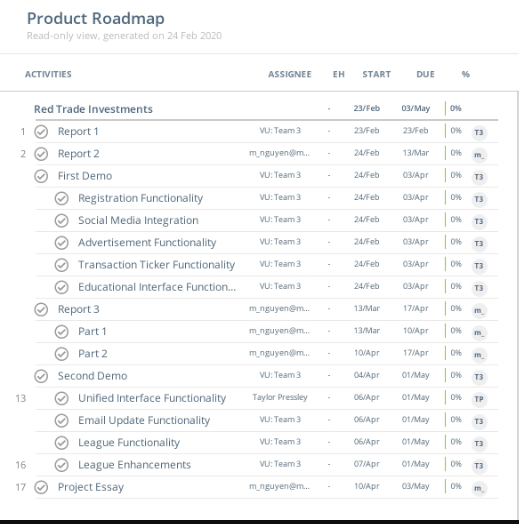 Product Roadmap
Read-only view, generated on 24 Feb 2020
ACTIVITIES ASSIGNEE EH START DUE %
Red Trade Investments - 23/Feb 03/May 0%
1 Report 1 VU: Team 3 - 23/Feb 23/Feb 0% T3
2 Report 2 m_nguyen@m... - 24/Feb 13/Mar 0% m_
First Demo VU: Team 3 - 24/Feb 03/Apr 0% T3
Registration Functionality VU: Team 3 - 24/Feb 03/Apr 0% T3
Social Media Integration VU: Team 3 - 24/Feb 03/Apr 0% T3
Advertisement Functionality VU: Team 3 - 24/Feb 03/Apr 0% T3
Transaction Ticker Functionality VU: Team 3 - 24/Feb 03/Apr 0% T3
Educational Interface Function... VU: Team 3 - 24/Feb 03/Apr 0% T3
Report 3 m_nguyen@m... - 13/Mar 17/Apr 0% m_
Part 1 m_nguyen@m... - 13/Mar 10/Apr 0% m_
Part 2 m_nguyen@m... - 10/Apr 17/Apr 0% m_
Second Demo VU: Team 3 - 04/Apr 01/May 0% T3
13 Unified Interface Functionality Taylor Pressley - 06/Apr 01/May 0% TP
Email Update Functionality VU: Team 3 - 06/Apr 01/May 0% T3
League Functionality VU: Team 3 - 06/Apr 01/May 0% T3
16 League Enhancements VU: Team 3 - 07/Apr 01/May 0% T3
17 Project Essay m_nguyen@m... - 10/Apr 03/May 0% m_